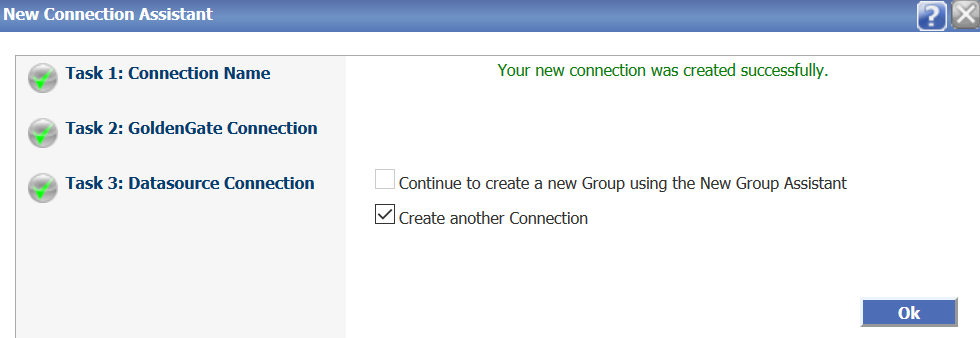 New Connection Assistant
?
Task 1: Connection Name
Your new connection was created successfully.
Task 2: GoldenGate Connection
Task 3: Datasource Connection
Continue to create a new Group using the New Group Assistant
Create another Connection
Ok